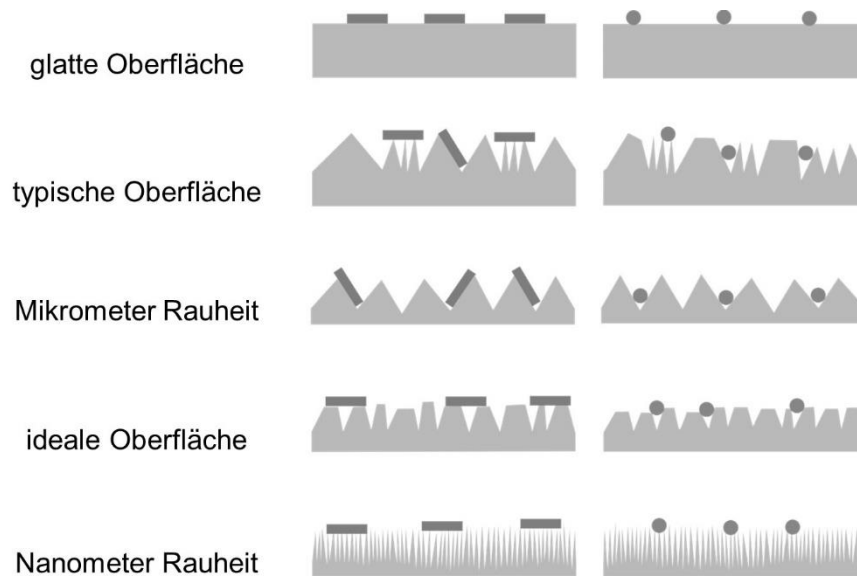 glatte Oberfläche
typische Oberfläche
Mikrometer Rauheit
ideale Oberfläche
Nanometer Rauheit